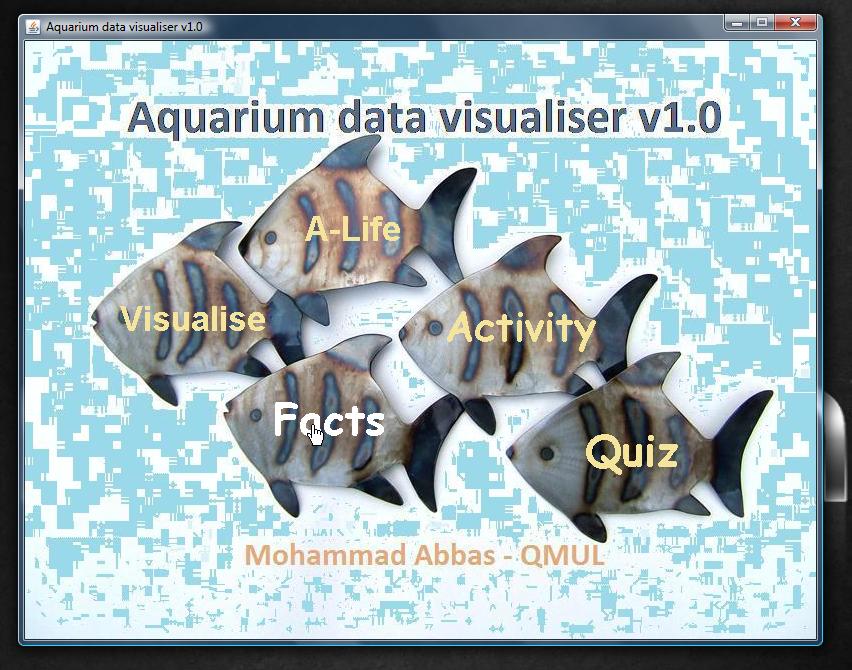 Aquarium data visualiser v1.0
Aquarium data visualiser v1.0
A-Life
Visualise
Activity
Facts
Quiz
Mohammad Abbas - QMUL